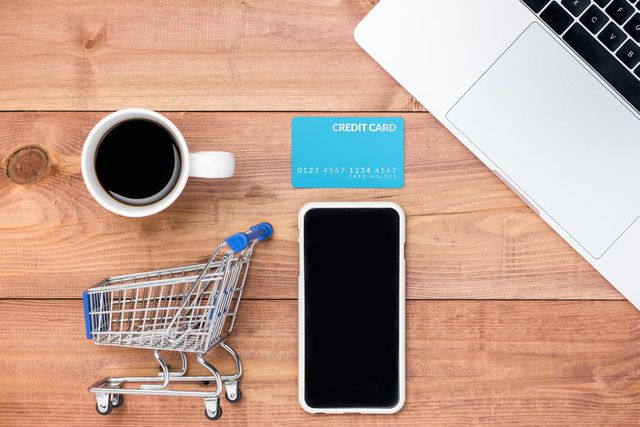 CREDIT CARD
0123 4567 1234 4567
CARD HOLDER
X C V B
F G